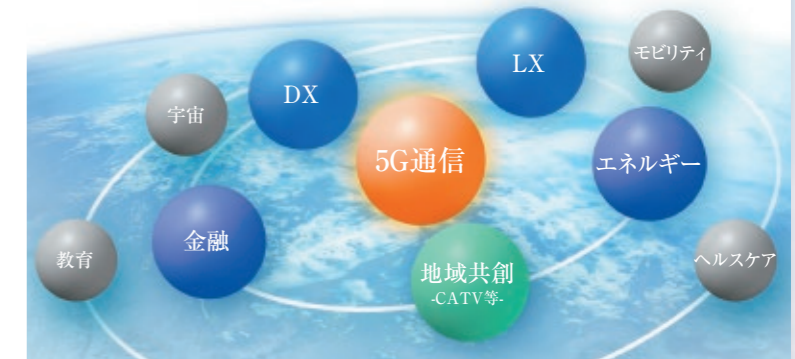 モビリティ
LX
DX
宇宙
5G通信
エネルギー
金融
教育
地域共創
-CATV等-
ヘルスケア